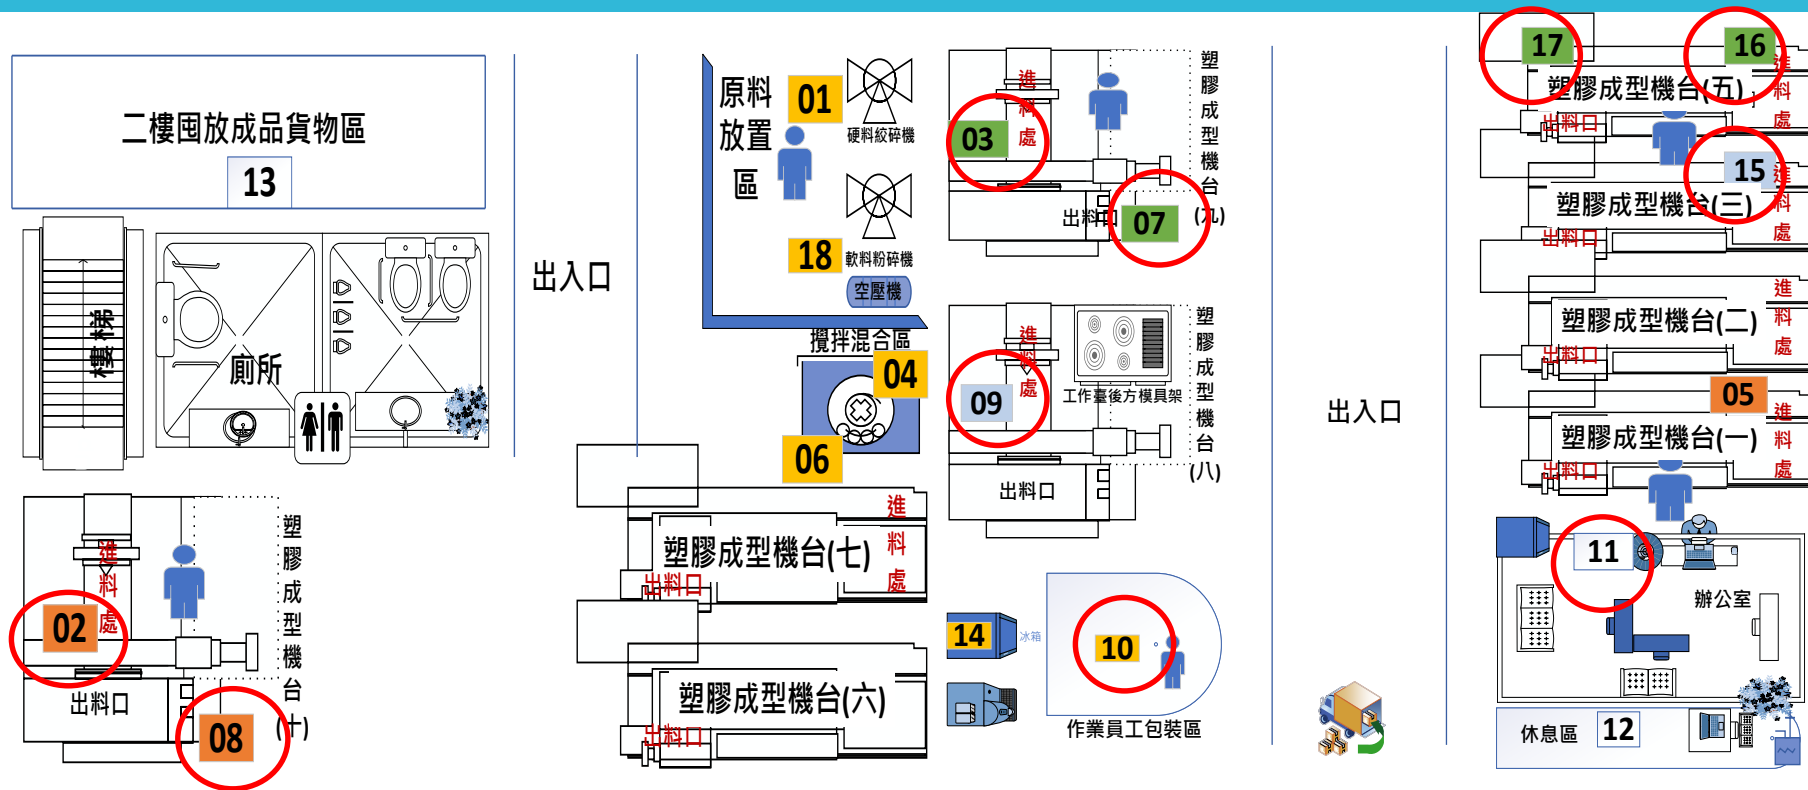 二樓囤放成品貨物區
13
樓梯
廁所
出入口
原料
放置
區
01
硬料絞碎機
18
軟料粉碎機
空壓機
攪拌混合區
04
06
進料處
03
塑膠成型機台(九)
出料口
07
進料處
09
工作臺後方模具架
塑膠成型機台(八)
出料口
進料處
02
塑膠成型機台(十)
出料口
08
塑膠成型機台(七)
進料處
出料口
塑膠成型機台(六)
出料口
14
冰箱
10
作業員工包裝區
出入口
17
16
塑膠成型機台(五)
進料處
出料口
15
塑膠成型機台(三)
進料處
出料口
塑膠成型機台(二)
進料處
出料口
05
塑膠成型機台(一)
進料處
出料口
11
辦公室
休息區
12